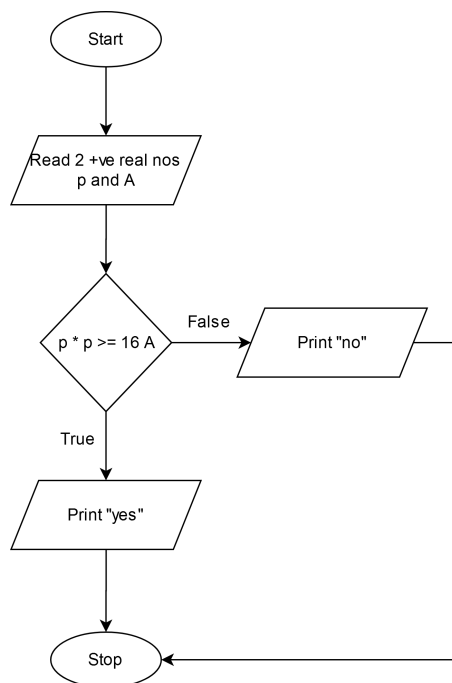 Start
Read 2 +ve real nos
p and A
p * p >= 16 A
False
Print "no"
True
Print "yes"
Stop